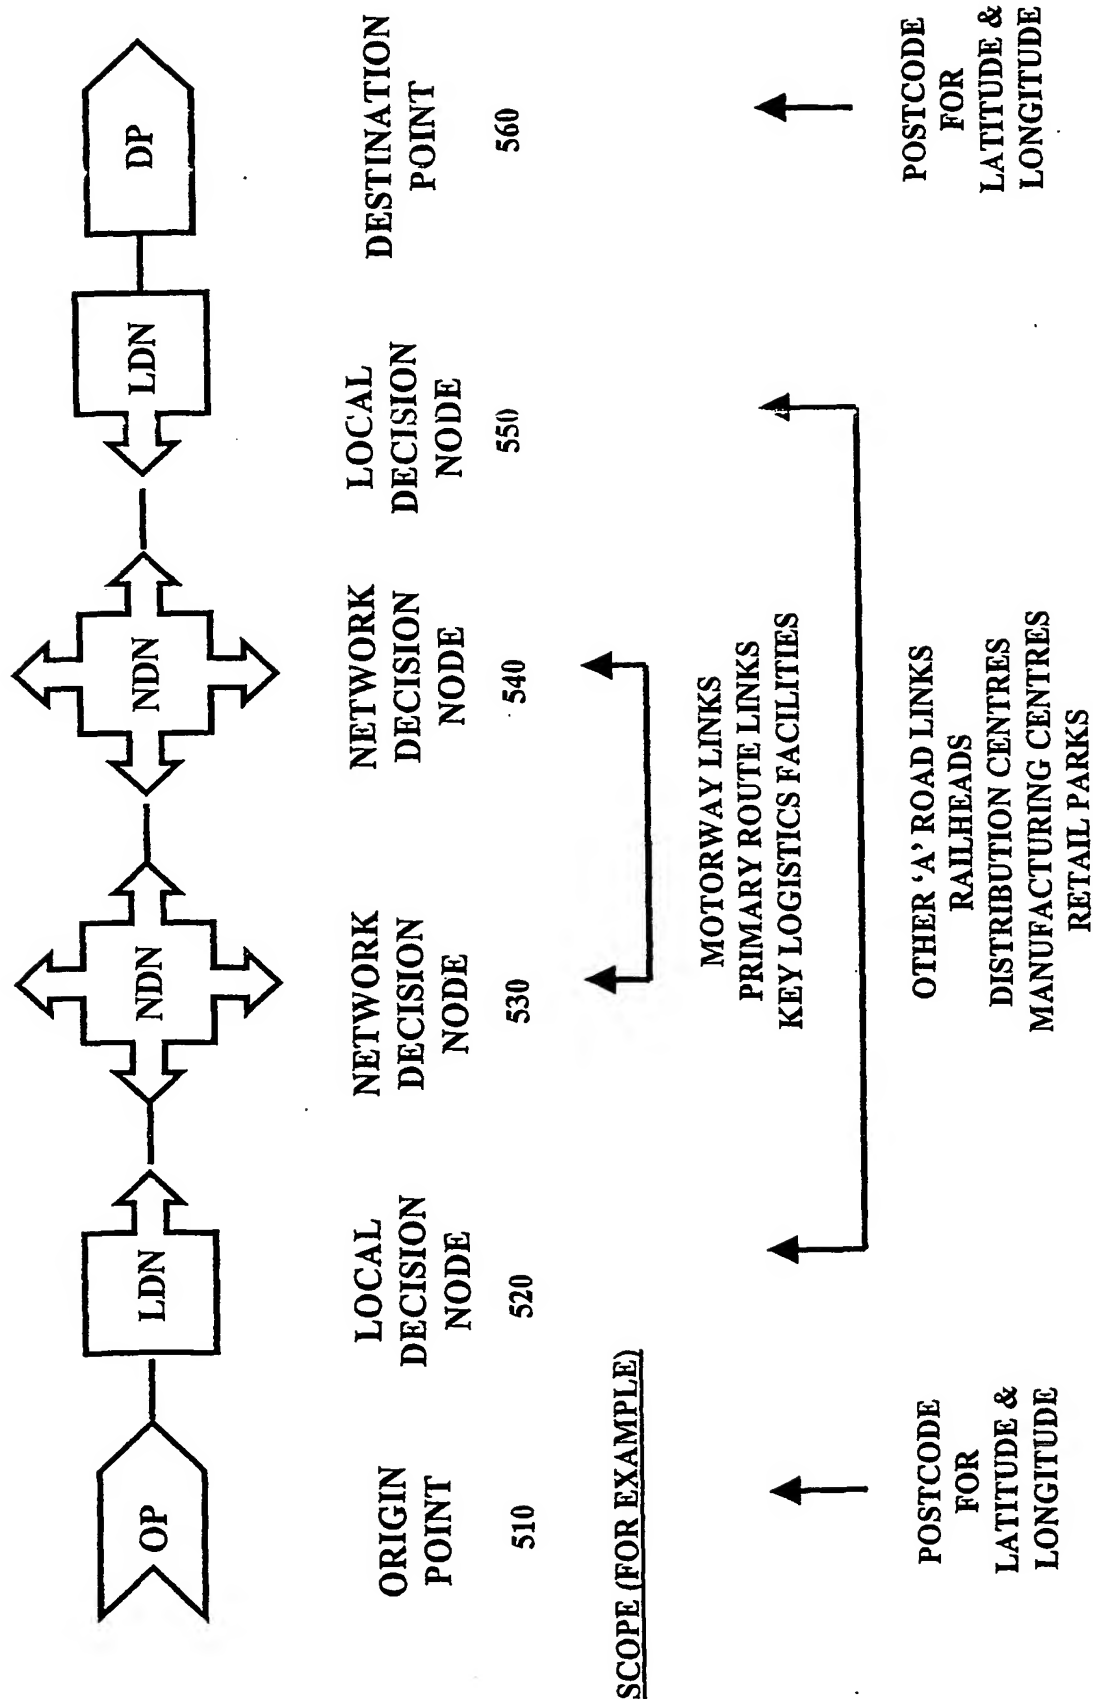 OP
LDN
NDN
NDN
LDN
DP
ORIGIN
POINT
510
LOCAL
DECISION
NODE
520
NETWORK
DECISION
NODE
530
NETWORK
DECISION
NODE
540
LOCAL
DECISION
NODE
550
DESTINATION
POINT
560
SCOPE (FOR EXAMPLE)
MOTORWAY LINKS
PRIMARY ROUTE LINKS
KEY LOGISTICS FACILITIES
POSTCODE
FOR
LATITUDE &
LONGITUDE
OTHER ‘A’ ROAD LINKS
RAILHEADS
DISTRIBUTION CENTRES
MANUFACTURING CENTRES
RETAIL PARKS
POSTCODE
FOR
LATITUDE &
LONGITUDE